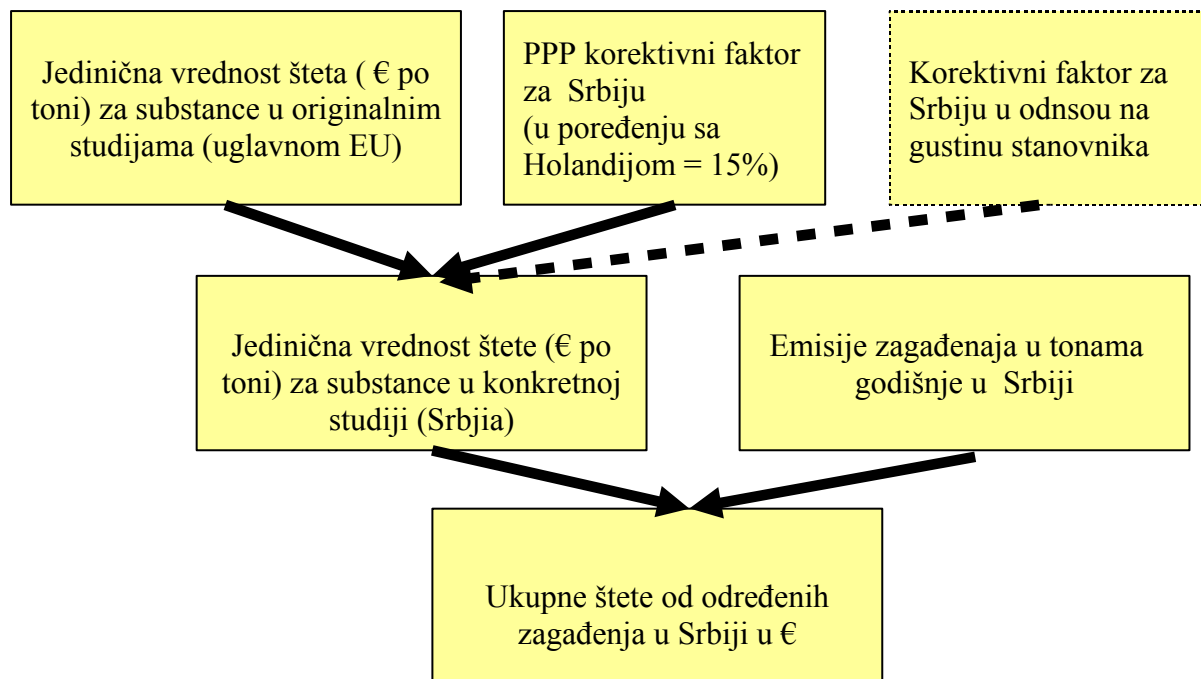 Jedinična vrednost šteta ( € po
toni) za substance u originalnim
studijama (uglavnom EU)
PPP korektivni faktor
za Srbiju
(u poređenju sa
Holandijom = 15%)
Korektivni faktor za
Srbiju u odnsou na
gustinu stanovnika
Jedinična vrednost štete (€ po
toni) za substance u konkretnoj
studiji (Srbjia)
Emisije zagađenaja u tonama
godišnje u Srbiji
Ukupne štete od određenih
zagađenja u Srbiji u €